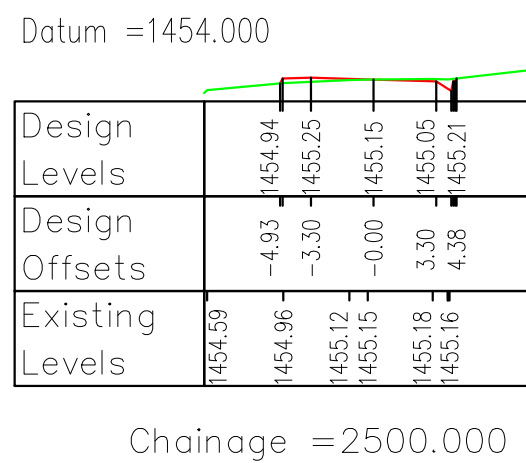 Datum =1454.000
Design Levels
1454.94 1455.25 1455.15 1455.05 1455.21
Design Offsets
-4.93 -3.30 -0.00 3.30 4.38
Existing Levels
1454.59 1454.96 1455.12 1455.15 1455.18 1455.16
Chainage =2500.000